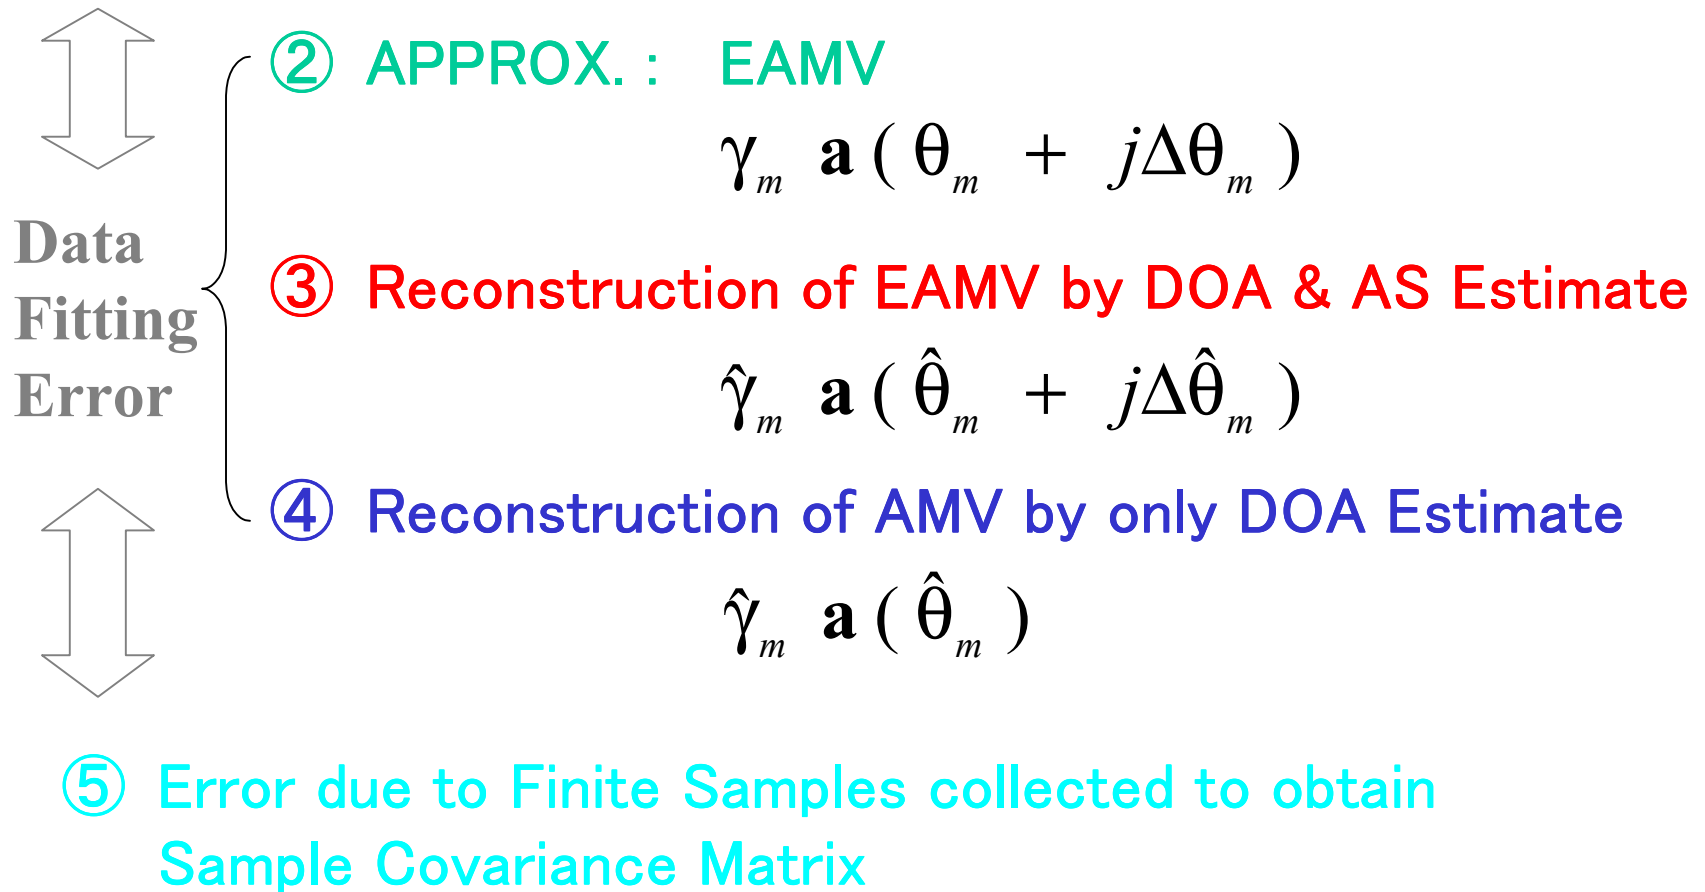 ② APPROX. : EAMV
γ_m a ( θ_m + jΔθ_m )
Data
Fitting
Error
③ Reconstruction of EAMV by DOA & AS Estimate
γ̂_m a ( θ̂_m + jΔθ̂_m )
④ Reconstruction of AMV by only DOA Estimate
γ̂_m a ( θ̂_m )
⑤ Error due to Finite Samples collected to obtain
Sample Covariance Matrix